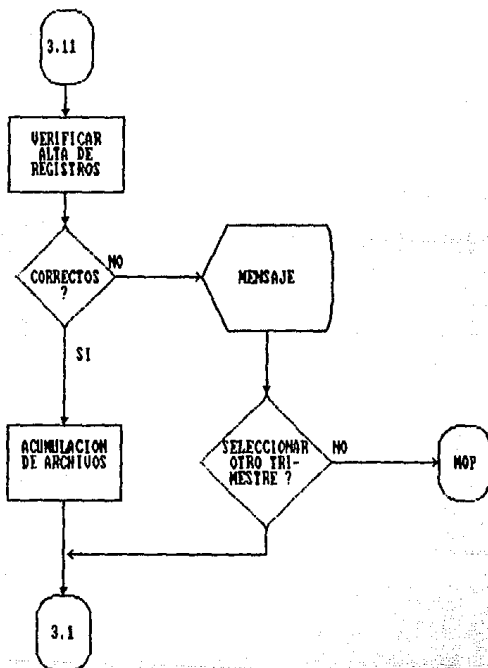 3.11
VERIFICAR
ALTA DE
REGISTROS
CORRECTOS
?
NO
MENSAJE
SI
ACUMULACION
DE ARCHIVOS
SELECCIONAR
OTRO TRI-
MESTRE ?
NO
MOP
3.1